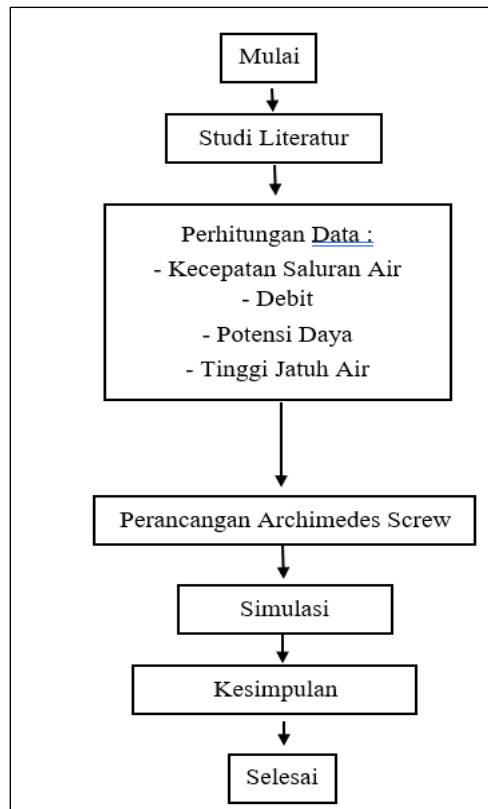 Mulai
Studi Literatur
Perhitungan Data :
- Kecepatan Saluran Air
- Debit
- Potensi Daya
- Tinggi Jatuh Air
Perancangan Archimedes Screw
Simulasi
Kesimpulan
Selesai